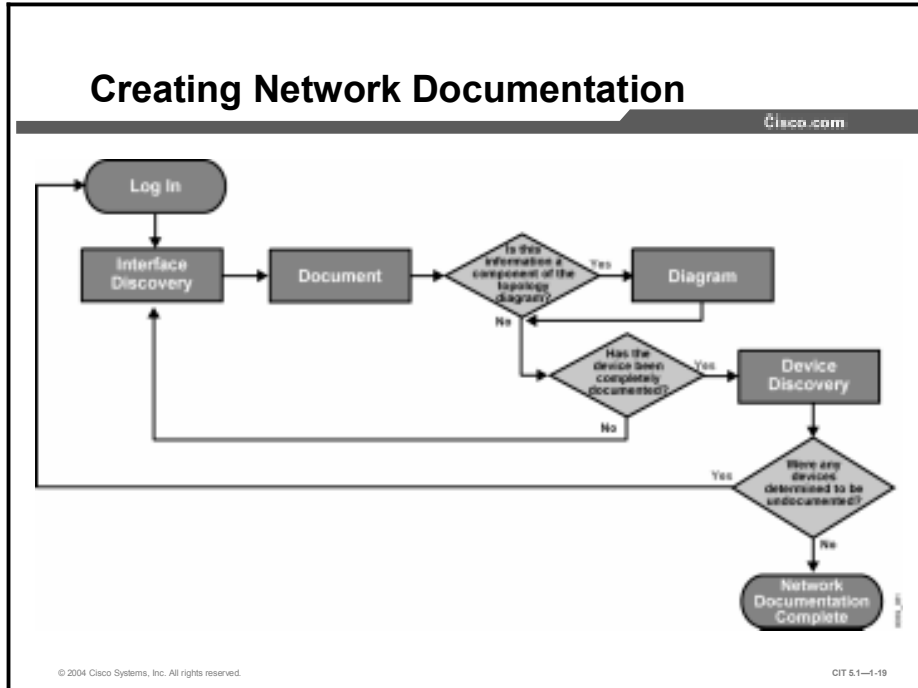 Creating Network Documentation
Cisco.com
Log In
Interface
Discovery
Document
Is this
information a
component of the
topology
diagram?
Yes
Diagram
No
Has the
device been
completely
documented?
Yes
Device
Discovery
No
Were any
devices
determined to be
undocumented?
Yes
No
Network
Documentation
Complete
© 2004 Cisco Systems, Inc. All rights reserved.
CIT 5.1—1-19